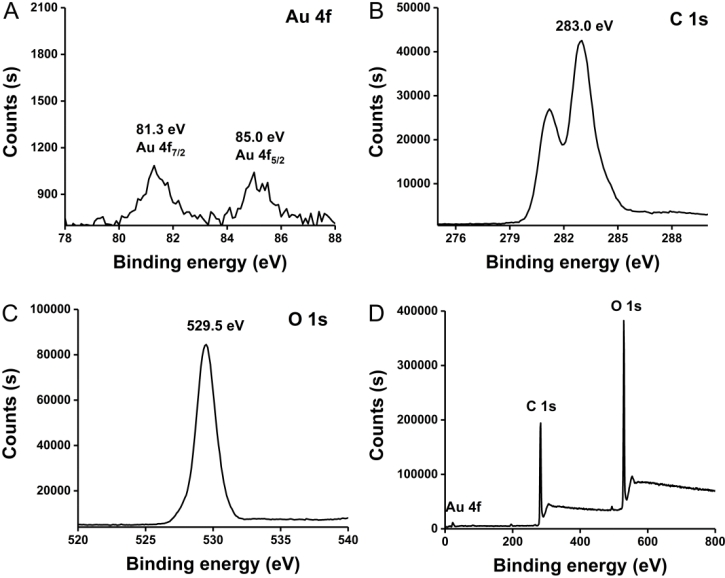 A
Au 4f
2100
1800
1500
1200
900
Counts (s)
81.3 eV
Au 4f7/2
85.0 eV
Au 4f5/2
78 80 82 84 86 88
Binding energy (eV)
B
C 1s
50000
40000
30000
20000
10000
Counts (s)
283.0 eV
276 279 282 285 288
Binding energy (eV)
C
O 1s
100000
80000
60000
40000
20000
Counts (s)
529.5 eV
520 525 530 535 540
Binding energy (eV)
D
400000
300000
200000
100000
0
Counts (s)
O 1s
C 1s
Au 4f
0 200 400 600 800
Binding energy (eV)